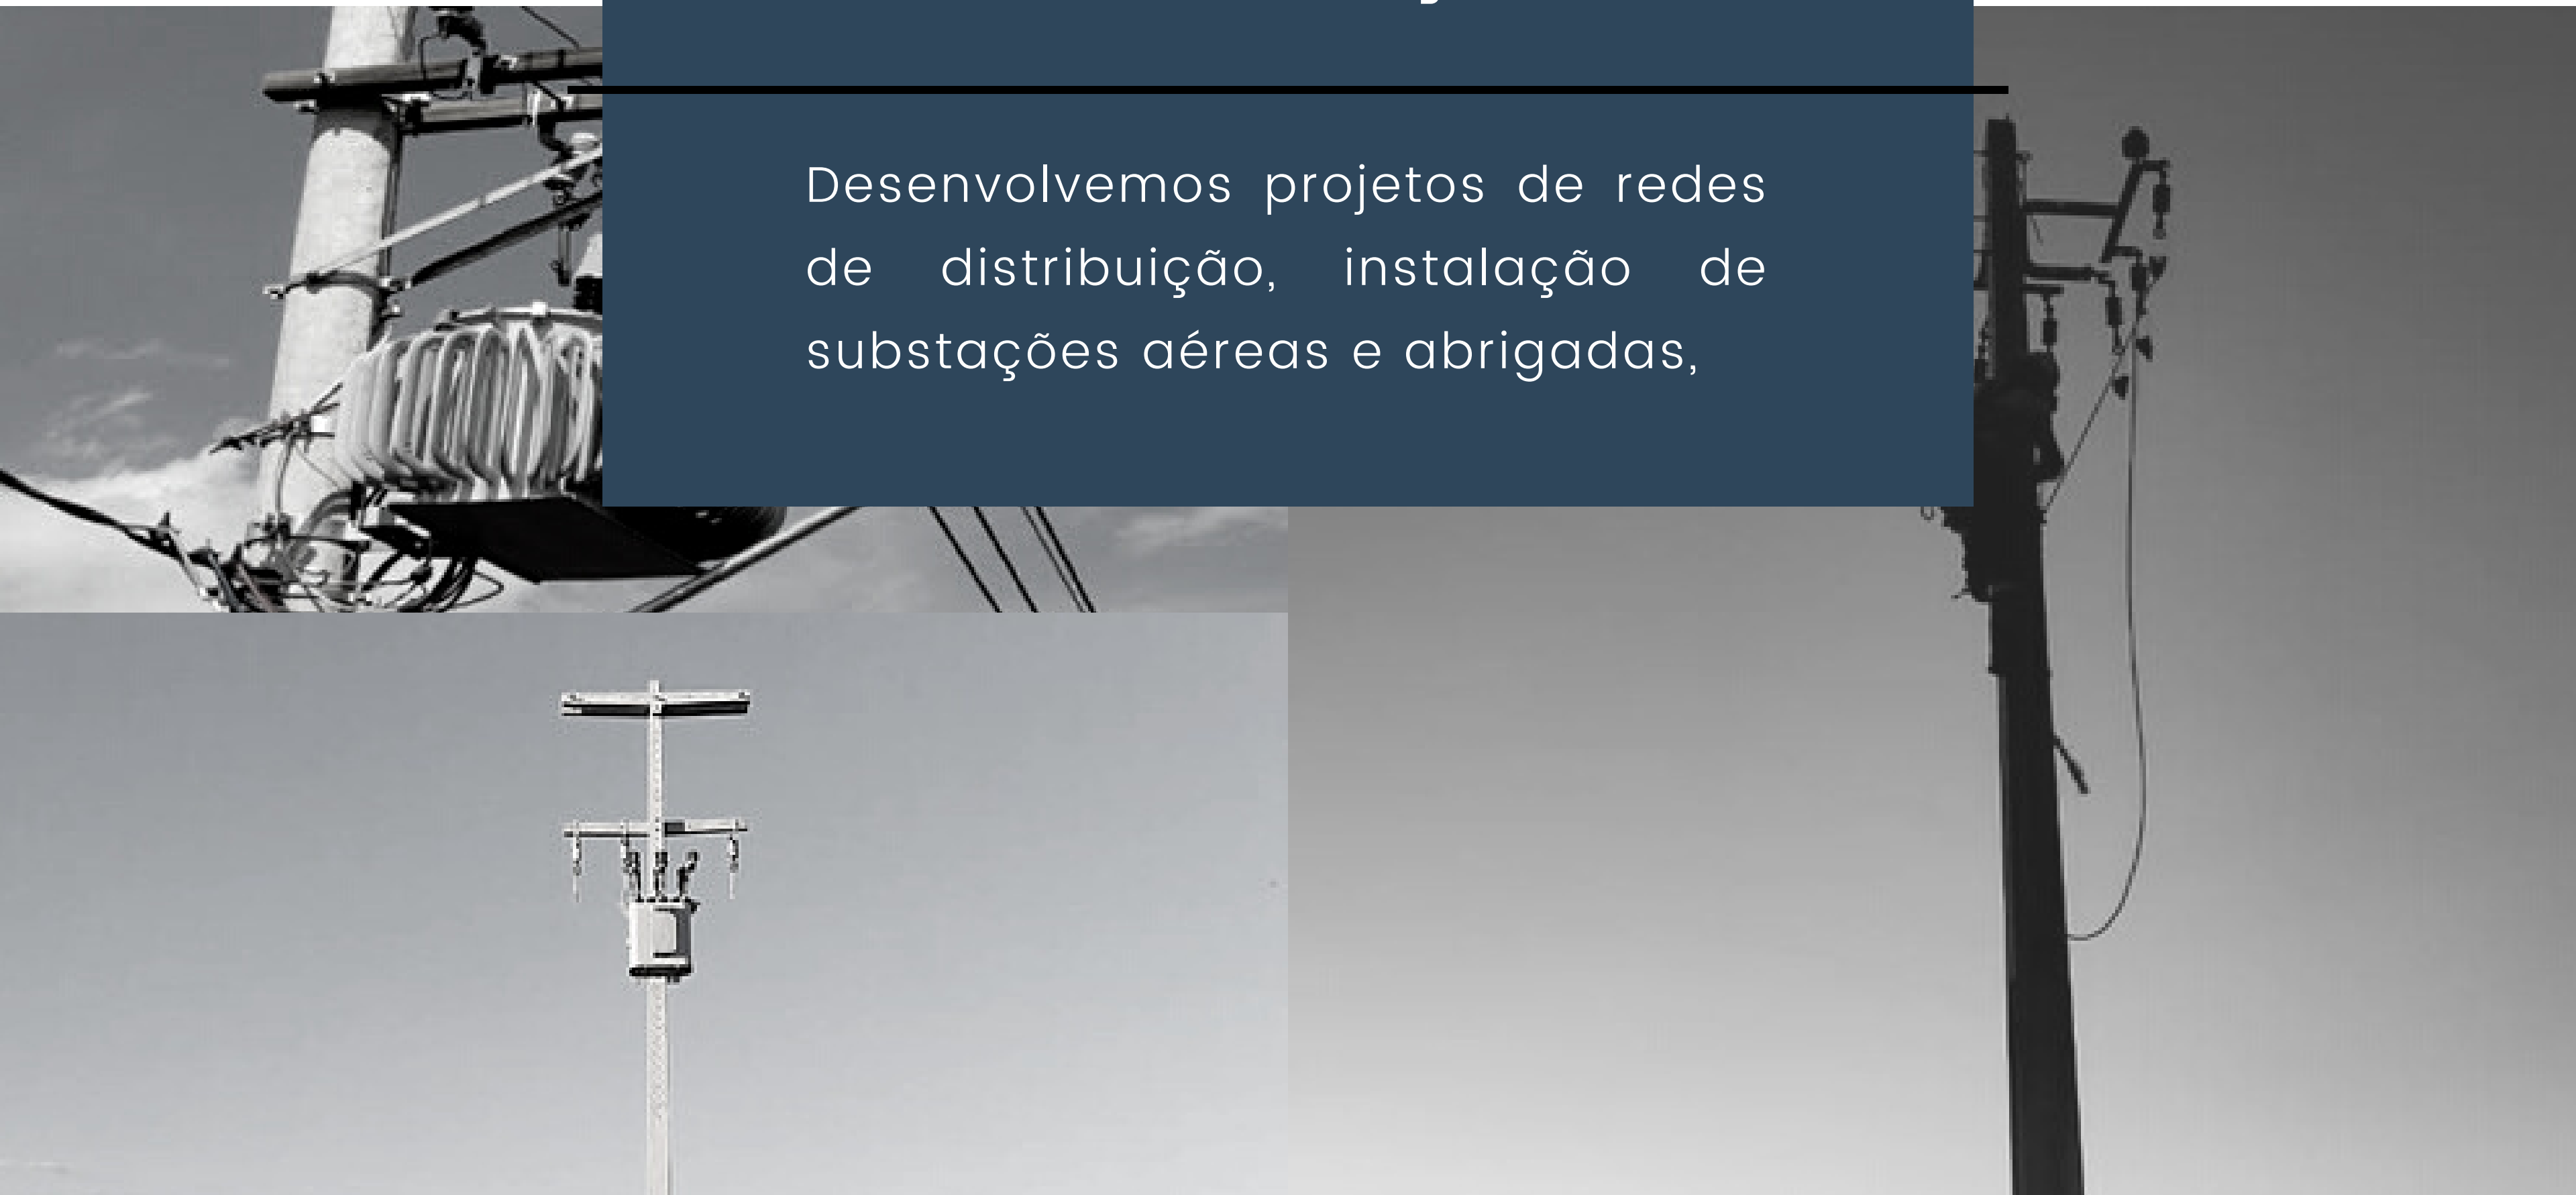 Desenvolvemos projetos de redes
de distribuição, instalação de
substações aéreas e abrigadas,